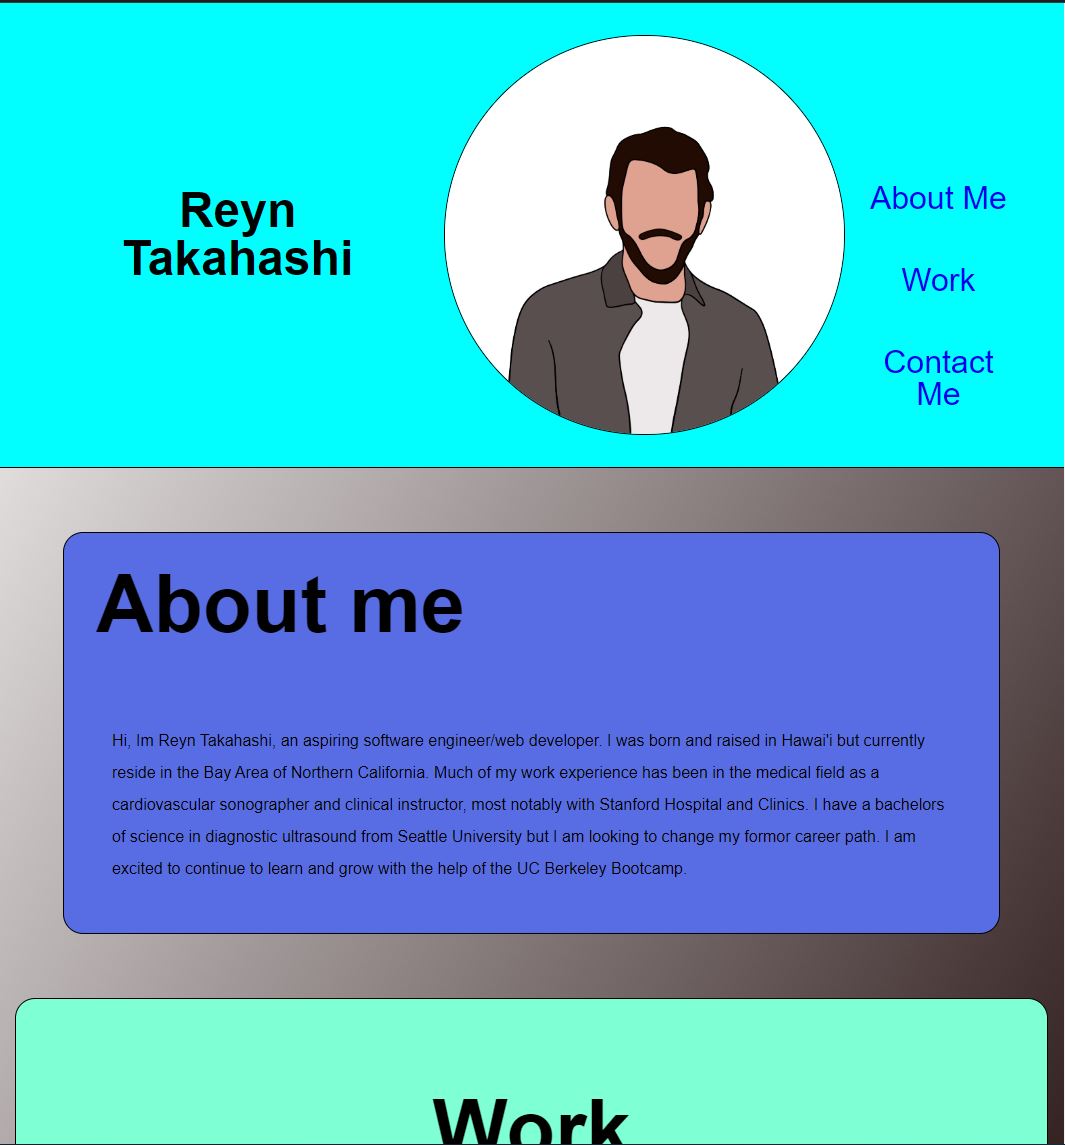 Reyn
Takahashi
About Me
Work
Contact
Me
About me
Hi, Im Reyn Takahashi, an aspiring software engineer/web developer. I was born and raised in Hawai'i but currently
reside in the Bay Area of Northern California. Much of my work experience has been in the medical field as a
cardiovascular sonographer and clinical instructor, most notably with Stanford Hospital and Clinics. I have a bachelors
of science in diagnostic ultrasound from Seattle University but I am looking to change my formor career path. I am
excited to continue to learn and grow with the help of the UC Berkeley Bootcamp.
Work